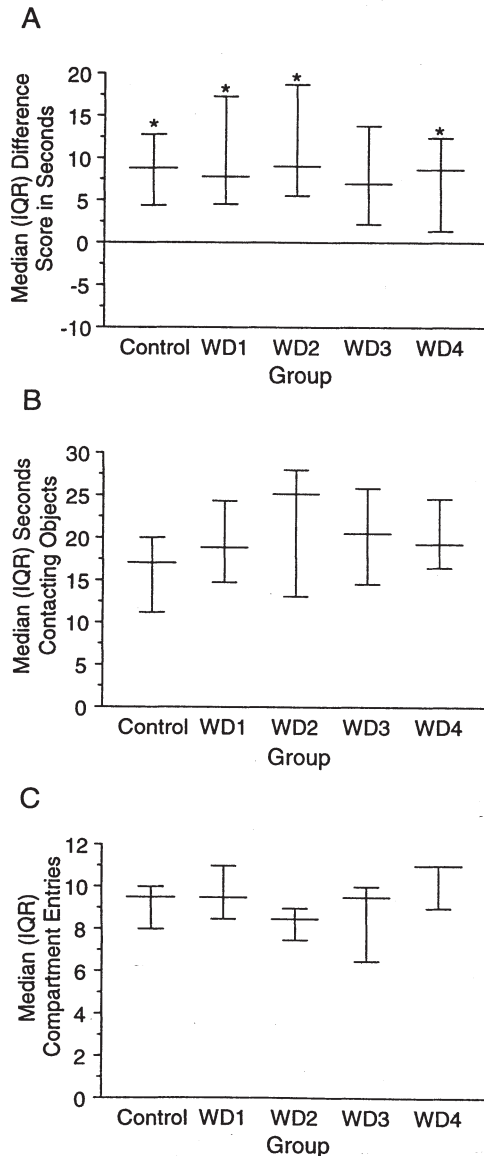 A
Median (IQR) Difference
Score in Seconds
20
15
10
5
0
-5
-10
* * * *
Control WD1 WD2 WD3 WD4
Group
B
Median (IQR) Seconds
Contacting Objects
30
25
20
15
10
5
0
Control WD1 WD2 WD3 WD4
Group
C
Median (IQR)
Compartment Entries
12
10
8
6
4
2
0
Control WD1 WD2 WD3 WD4
Group